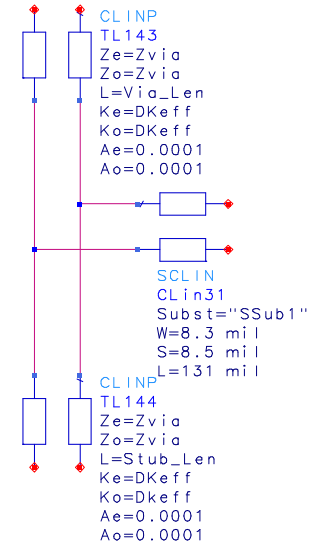 CLINP
TL143
Ze=Zvia
Zo=Zvia
L=Via_Len
Ke=DKeff
Ko=DKeff
Ae=0.0001
Ao=0.0001
SCLIN
CLin31
Subst="SSub1"
W=8.3 mil
S=8.5 mil
L=131 mil
CLINP
TL144
Ze=Zvia
Zo=Zvia
L=Stub_Len
Ke=DKeff
Ko=Dkeff
Ae=0.0001
Ao=0.0001